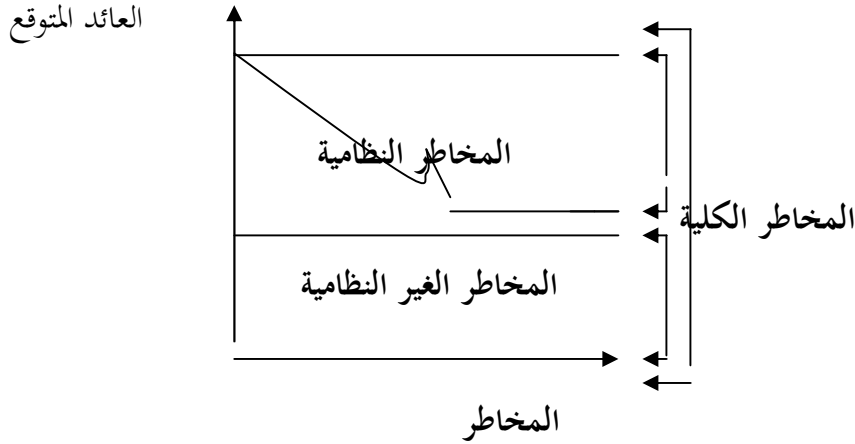 العائد المتوقع
المخاطر النظامية
المخاطر الكلية
المخاطر الغير النظامية
المخاطر